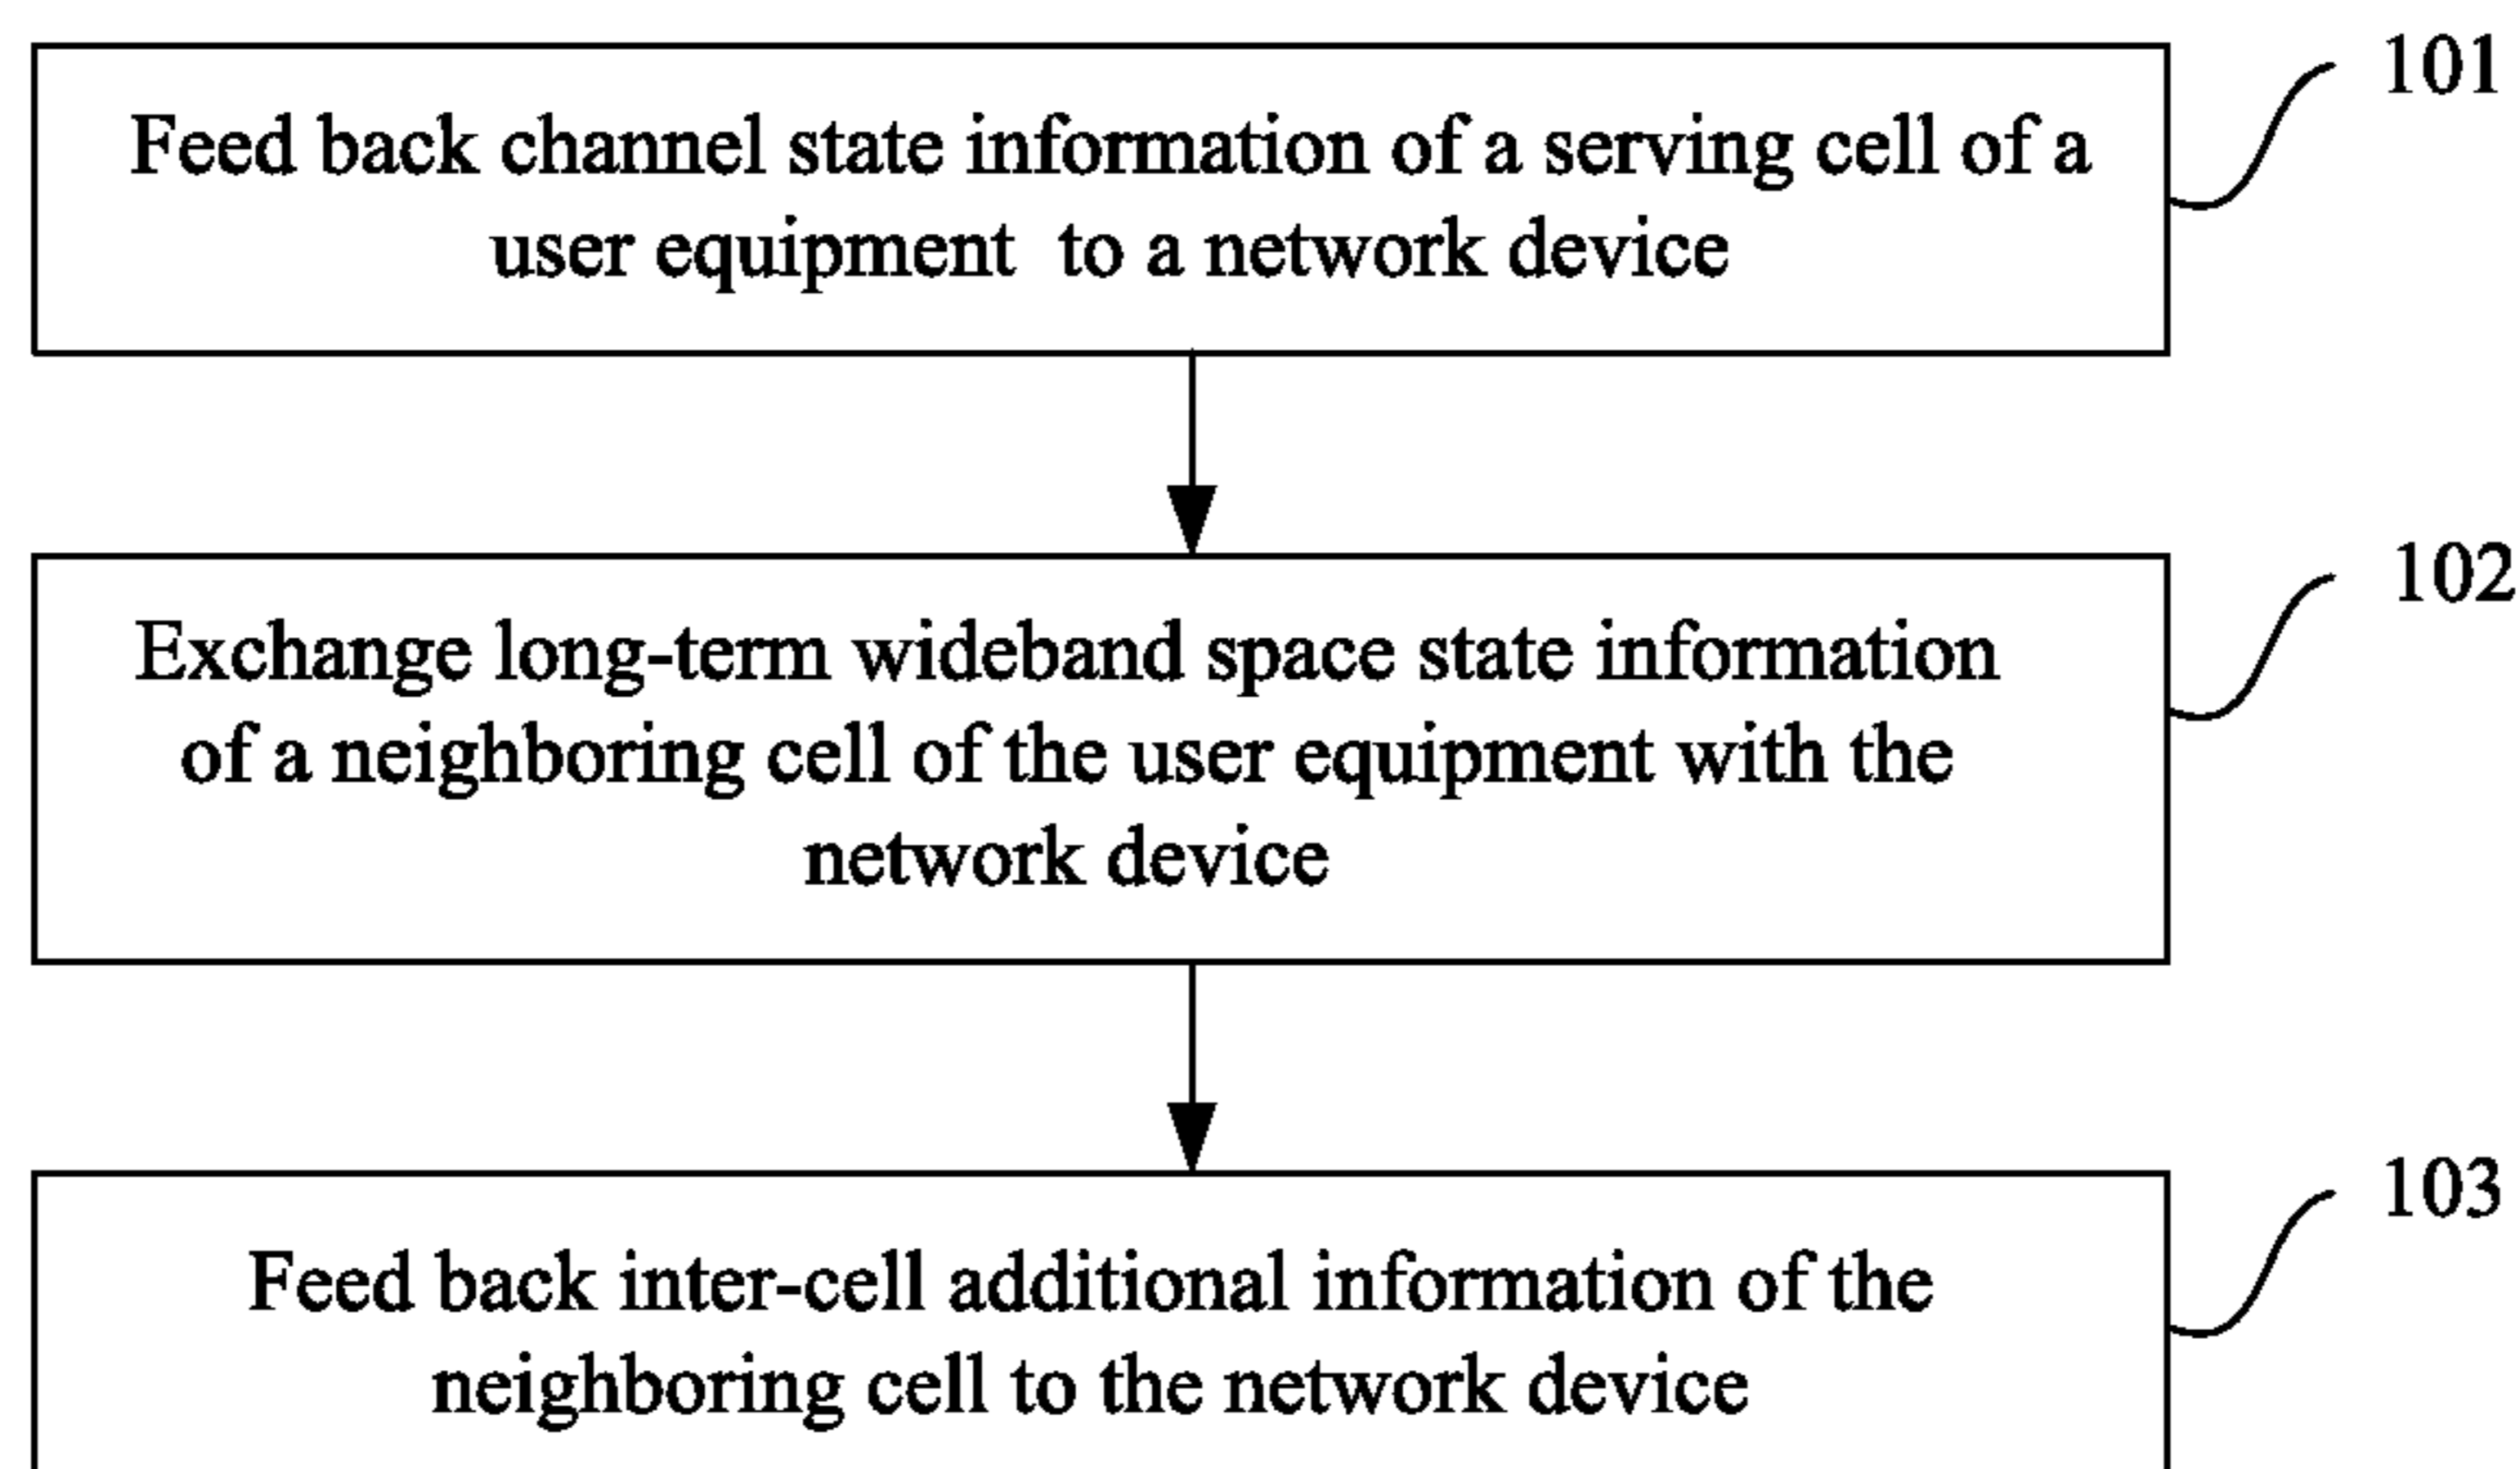 101
Feed back channel state information of a serving cell of a
user equipment to a network device
102
Exchange long-term wideband space state information
of a neighboring cell of the user equipment with the
network device
103
Feed back inter-cell additional information of the
neighboring cell to the network device